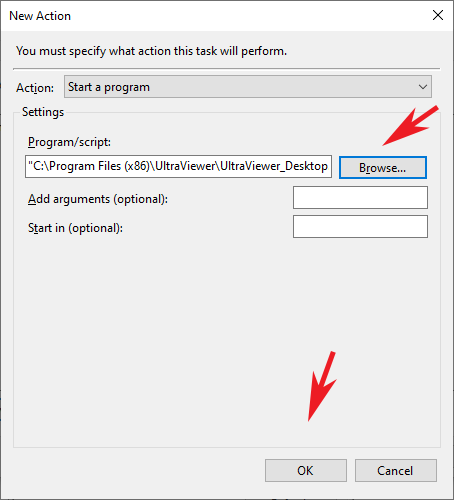 New Action
You must specify what action this task will perform.
Action: Start a program
Settings
Program/script:
"C:\Program Files (x86)\UltraViewer\UltraViewer_Desktop Browse...
Add arguments (optional):
Start in (optional):
OK Cancel